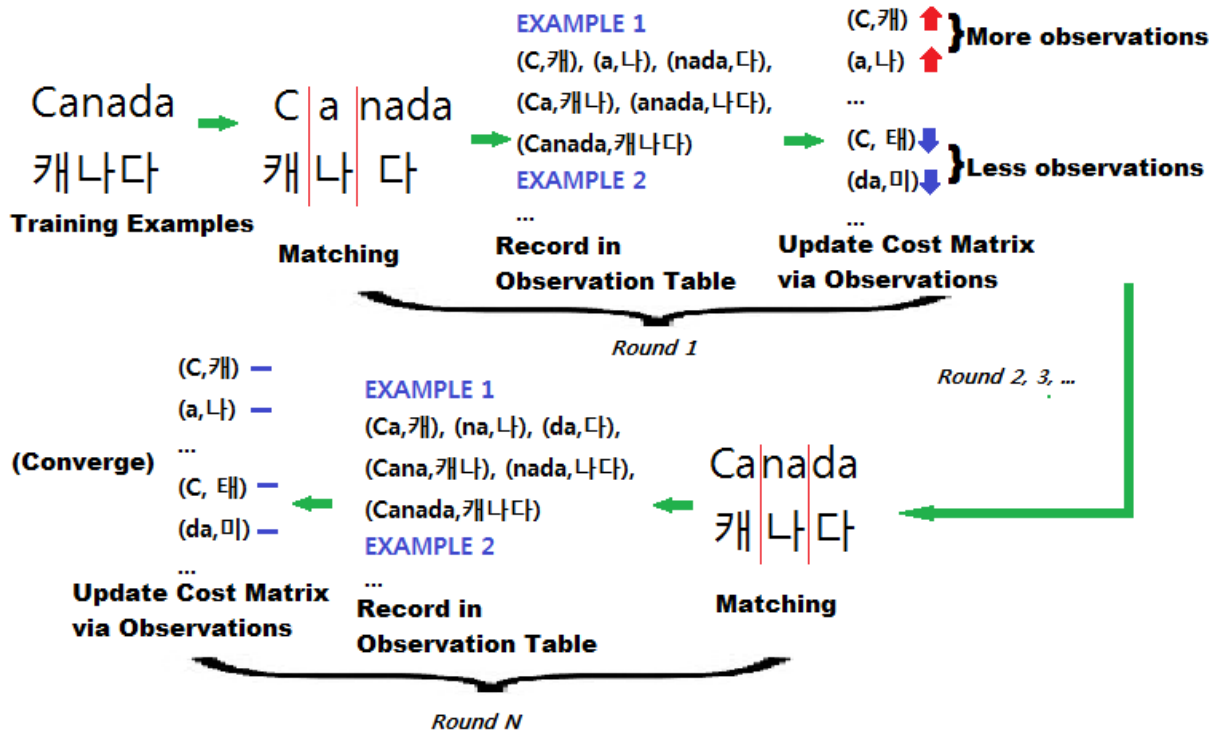 Canada
캐나다
Training Examples
C a nada
캐 나 다
Matching
EXAMPLE 1
(C,캐), (a,나), (nada,다),
(Ca,캐나), (anada,나다),
(Canada,캐나다)
EXAMPLE 2
...
Record in
Observation Table
(C,캐)
(a,나)
More observations
...
(C, 태)
(da,미)
Less observations
...
Update Cost Matrix
via Observations
Round 1
Round 2, 3, ...
Canada
캐나다
Matching
EXAMPLE 1
(Ca,캐), (na,나), (da,다),
(Cana,캐나), (nada,나다),
(Canada,캐나다)
EXAMPLE 2
...
Record in
Observation Table
(C,캐)
(a,나)
...
(Converge)
(C, 태)
(da,미)
...
Update Cost Matrix
via Observations
Round N